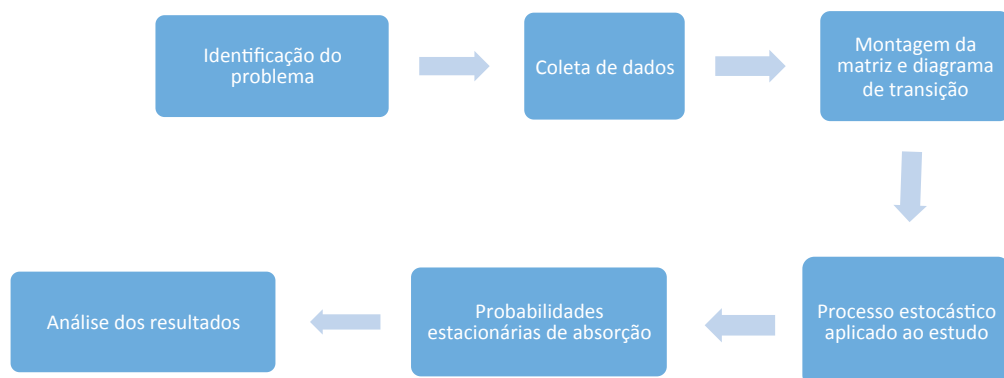 Identificação do
problema
Coleta de dados
Montagem da
matriz e diagrama
de transição
Processo estocástico
aplicado ao estudo
Probabilidades
estacionárias de absorção
Análise dos resultados